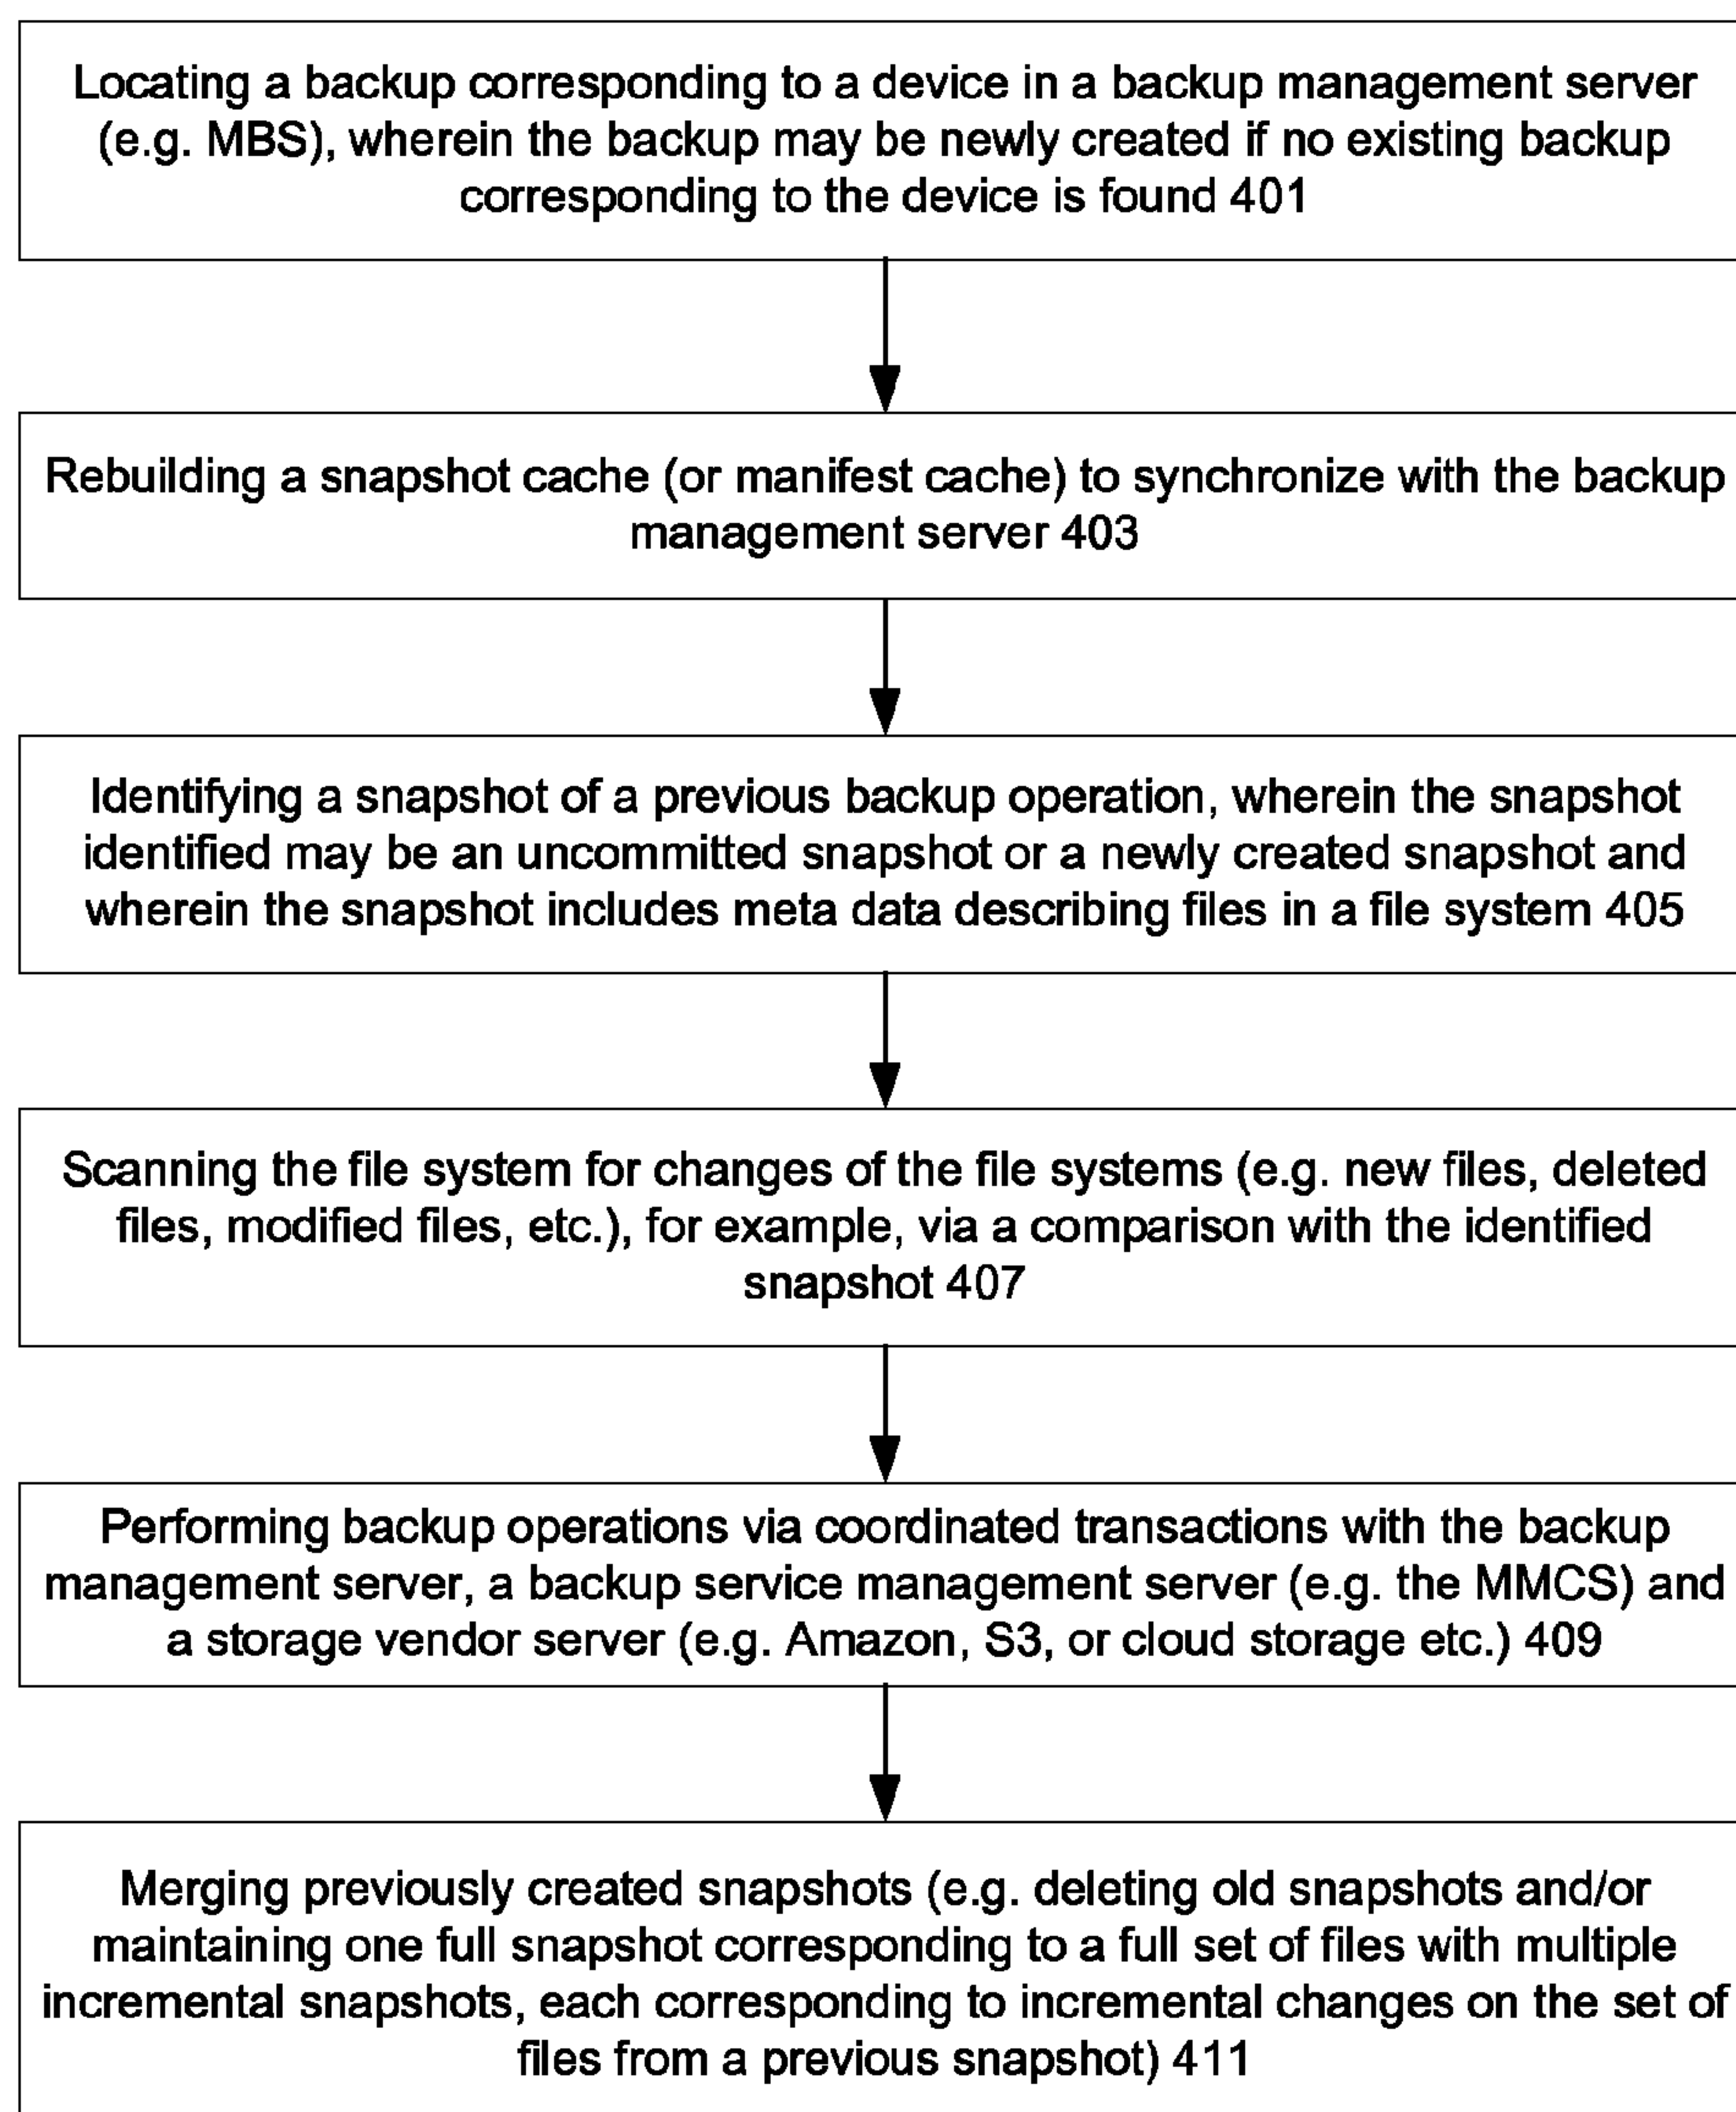 Locating a backup corresponding to a device in a backup management server
(e.g. MBS), wherein the backup may be newly created if no existing backup
corresponding to the device is found 401
Rebuilding a snapshot cache (or manifest cache) to synchronize with the backup
management server 403
Identifying a snapshot of a previous backup operation, wherein the snapshot
identified may be an uncommitted snapshot or a newly created snapshot and
wherein the snapshot includes meta data describing files in a file system 405
Scanning the file system for changes of the file systems (e.g. new files, deleted
files, modified files, etc.), for example, via a comparison with the identified
snapshot 407
Performing backup operations via coordinated transactions with the backup
management server, a backup service management server (e.g. the MMCS) and
a storage vendor server (e.g. Amazon, S3, or cloud storage etc.) 409
Merging previously created snapshots (e.g. deleting old snapshots and/or
maintaining one full snapshot corresponding to a full set of files with multiple
incremental snapshots, each corresponding to incremental changes on the set of
files from a previous snapshot) 411